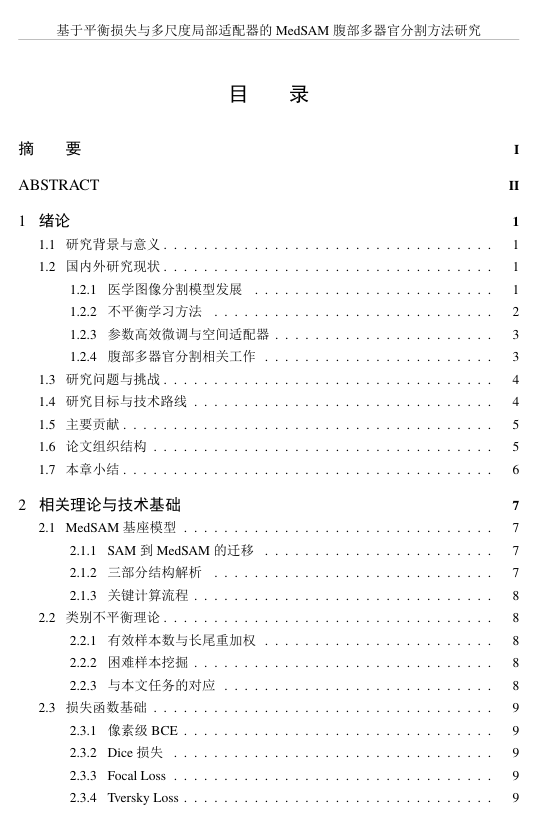 基于平衡损失与多尺度局部适配器的 MedSAM 腹部多器官分割方法研究
目 录
摘 要 I
ABSTRACT II
1 绪论 1
1.1 研究背景与意义 . . . . . . . . . . . . . . . . . . . . . . . . . . . . . . . . . 1
1.2 国内外研究现状 . . . . . . . . . . . . . . . . . . . . . . . . . . . . . . . . . 1
1.2.1 医学图像分割模型发展 . . . . . . . . . . . . . . . . . . . . . . . . 1
1.2.2 不平衡学习方法 . . . . . . . . . . . . . . . . . . . . . . . . . . . . 2
1.2.3 参数高效微调与空间适配器 . . . . . . . . . . . . . . . . . . . . . . 3
1.2.4 腹部多器官分割相关工作 . . . . . . . . . . . . . . . . . . . . . . . 3
1.3 研究问题与挑战 . . . . . . . . . . . . . . . . . . . . . . . . . . . . . . . . . 4
1.4 研究目标与技术路线 . . . . . . . . . . . . . . . . . . . . . . . . . . . . . . 4
1.5 主要贡献 . . . . . . . . . . . . . . . . . . . . . . . . . . . . . . . . . . . . . 5
1.6 论文组织结构 . . . . . . . . . . . . . . . . . . . . . . . . . . . . . . . . . . 5
1.7 本章小结 . . . . . . . . . . . . . . . . . . . . . . . . . . . . . . . . . . . . . 6
2 相关理论与技术基础 7
2.1 MedSAM 基座模型 . . . . . . . . . . . . . . . . . . . . . . . . . . . . . . . 7
2.1.1 SAM 到 MedSAM 的迁移 . . . . . . . . . . . . . . . . . . . . . . . 7
2.1.2 三部分结构解析 . . . . . . . . . . . . . . . . . . . . . . . . . . . . 7
2.1.3 关键计算流程 . . . . . . . . . . . . . . . . . . . . . . . . . . . . . . 8
2.2 类别不平衡理论 . . . . . . . . . . . . . . . . . . . . . . . . . . . . . . . . . 8
2.2.1 有效样本数与长尾重加权 . . . . . . . . . . . . . . . . . . . . . . . 8
2.2.2 困难样本挖掘 . . . . . . . . . . . . . . . . . . . . . . . . . . . . . . 8
2.2.3 与本文任务的对应 . . . . . . . . . . . . . . . . . . . . . . . . . . . 8
2.3 损失函数基础 . . . . . . . . . . . . . . . . . . . . . . . . . . . . . . . . . . 9
2.3.1 像素级 BCE . . . . . . . . . . . . . . . . . . . . . . . . . . . . . . . 9
2.3.2 Dice 损失 . . . . . . . . . . . . . . . . . . . . . . . . . . . . . . . . 9
2.3.3 Focal Loss . . . . . . . . . . . . . . . . . . . . . . . . . . . . . . . . 9
2.3.4 Tversky Loss . . . . . . . . . . . . . . . . . . . . . . . . . . . . . . . 9